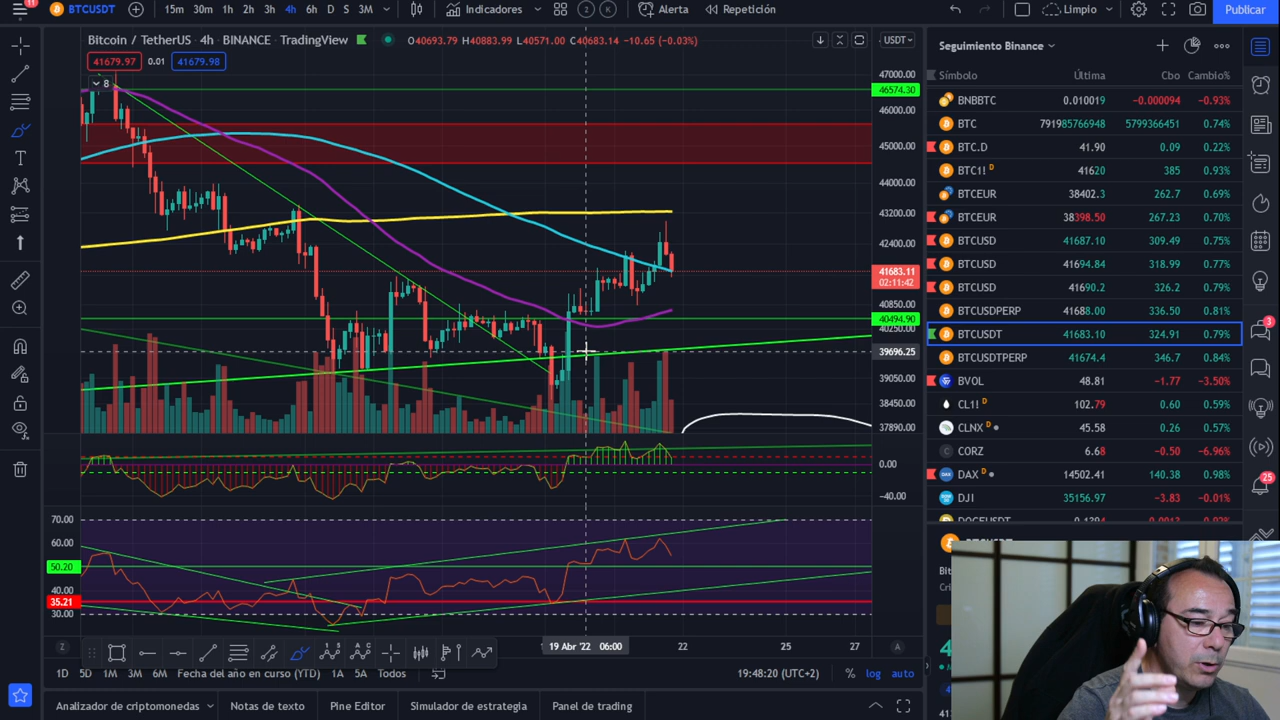 11
BTCUSDT
15m 30m 1h 2h 3h 4h 6h D S 3M
Indicadores
2 K
Alerta
Repetición
Limpio
Publicar
Bitcoin / TetherUS · 4h · BINANCE · TradingView
O40693.79 H40883.99 L40571.00 C40683.14 -10.65 (-0.03%)
USDT
41679.97 0.01 41679.98
8
47000.00
46574.30
46000.00
45000.00
44000.00
43200.00
42400.00
41683.11
02:11:42
40850.00
40494.90
40250.00
39696.25
39050.00
38450.00
37890.00
0.00
-40.00
70.00
60.00
50.20
40.00
35.21
30.00
Z
19 Abr '22 06:00
22
25
27
A
1D 5D 1M 3M 6M Fecha del año en curso (YTD) 1A 5A Todos
19:48:20 (UTC+2)
% log auto
Analizador de criptomonedas
Notas de texto
Pine Editor
Simulador de estrategia
Panel de trading
Seguimiento Binance
Símbolo Última Cbo Cambio%
BNBBTC 0.010019 -0.000094 -0.93%
BTC 791985766948 5799366451 0.74%
BTC.D 41.90 0.09 0.22%
BTC1! D 41620 385 0.93%
BTCEUR 38402.3 262.7 0.69%
BTCEUR 38398.50 267.23 0.70%
BTCUSD 41687.10 309.49 0.75%
BTCUSD 41694.84 318.99 0.77%
BTCUSD 41690.2 326.2 0.79%
BTCUSDPERP 41688.00 336.50 0.81%
BTCUSDT 41683.10 324.91 0.79%
BTCUSDTPERP 41674.4 346.7 0.84%
BVOL 48.81 -1.77 -3.50%
CL1! D 102.79 0.60 0.59%
CLNX D 45.58 0.26 0.57%
CORZ 6.68 -0.50 -6.96%
DAX D 14502.41 140.38 0.98%
DJI 35156.97 -3.83 -0.01%
3
25